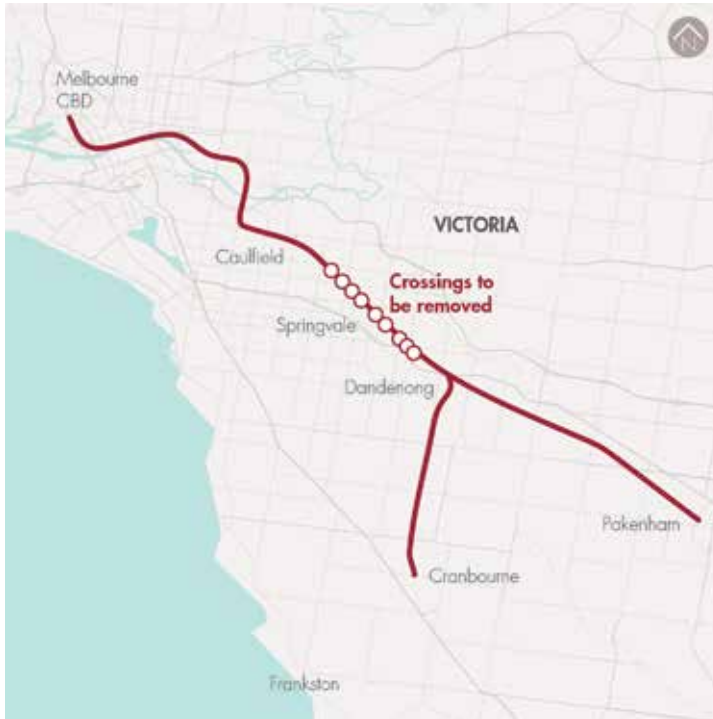 N
Melbourne
CBD
VICTORIA
Caulfield
Crossings to
be removed
Springvale
Dandenong
Pakenham
Cranbourne
Frankston